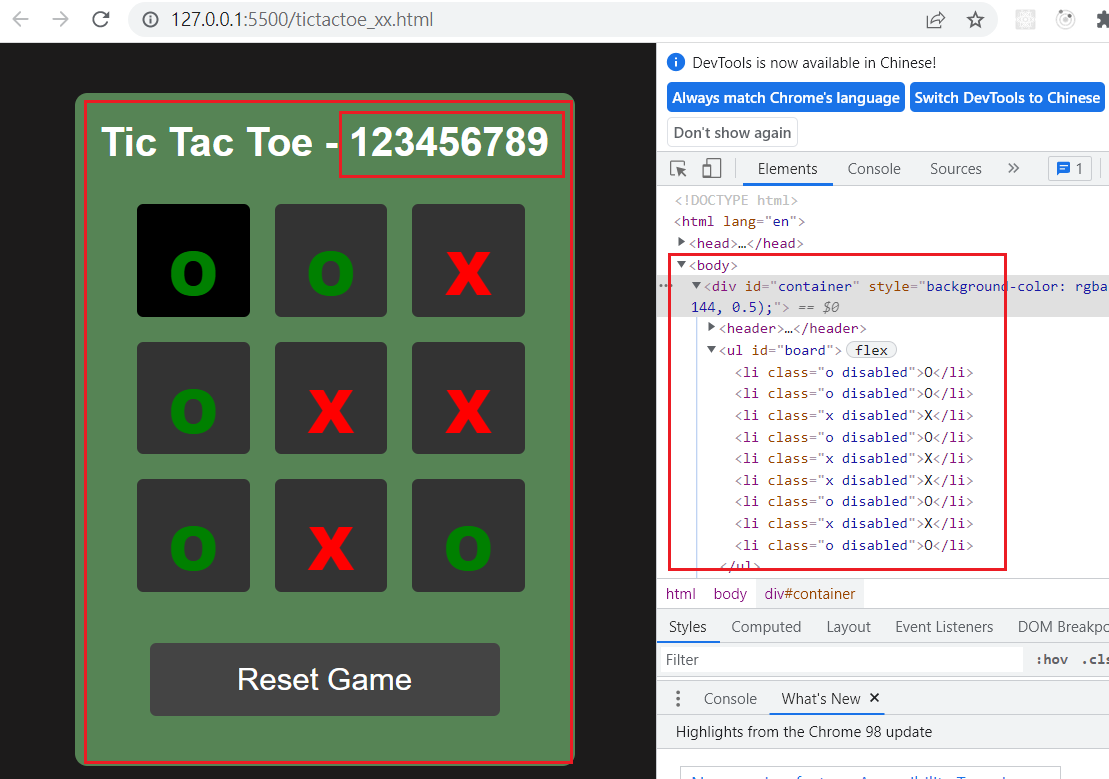 127.0.0.1:5500/tictactoe_xx.html
Tic Tac Toe - 123456789
o o x
o x x
o x o
Reset Game
DevTools is now available in Chinese!
Always match Chrome's language Switch DevTools to Chinese
Don't show again
Elements Console Sources » 1
<!DOCTYPE html>
<html lang="en">
<head>…</head>
<body>
<div id="container" style="background-color: rgba
144, 0.5);"> == $0
<header>…</header>
<ul id="board"> flex
<li class="o disabled">O</li>
<li class="o disabled">O</li>
<li class="x disabled">X</li>
<li class="o disabled">O</li>
<li class="x disabled">X</li>
<li class="x disabled">X</li>
<li class="o disabled">O</li>
<li class="x disabled">X</li>
<li class="o disabled">O</li>
</ul>
html body div#container
Styles Computed Layout Event Listeners DOM Breakpo
Filter :hov .cls
Console What's New ×
Highlights from the Chrome 98 update